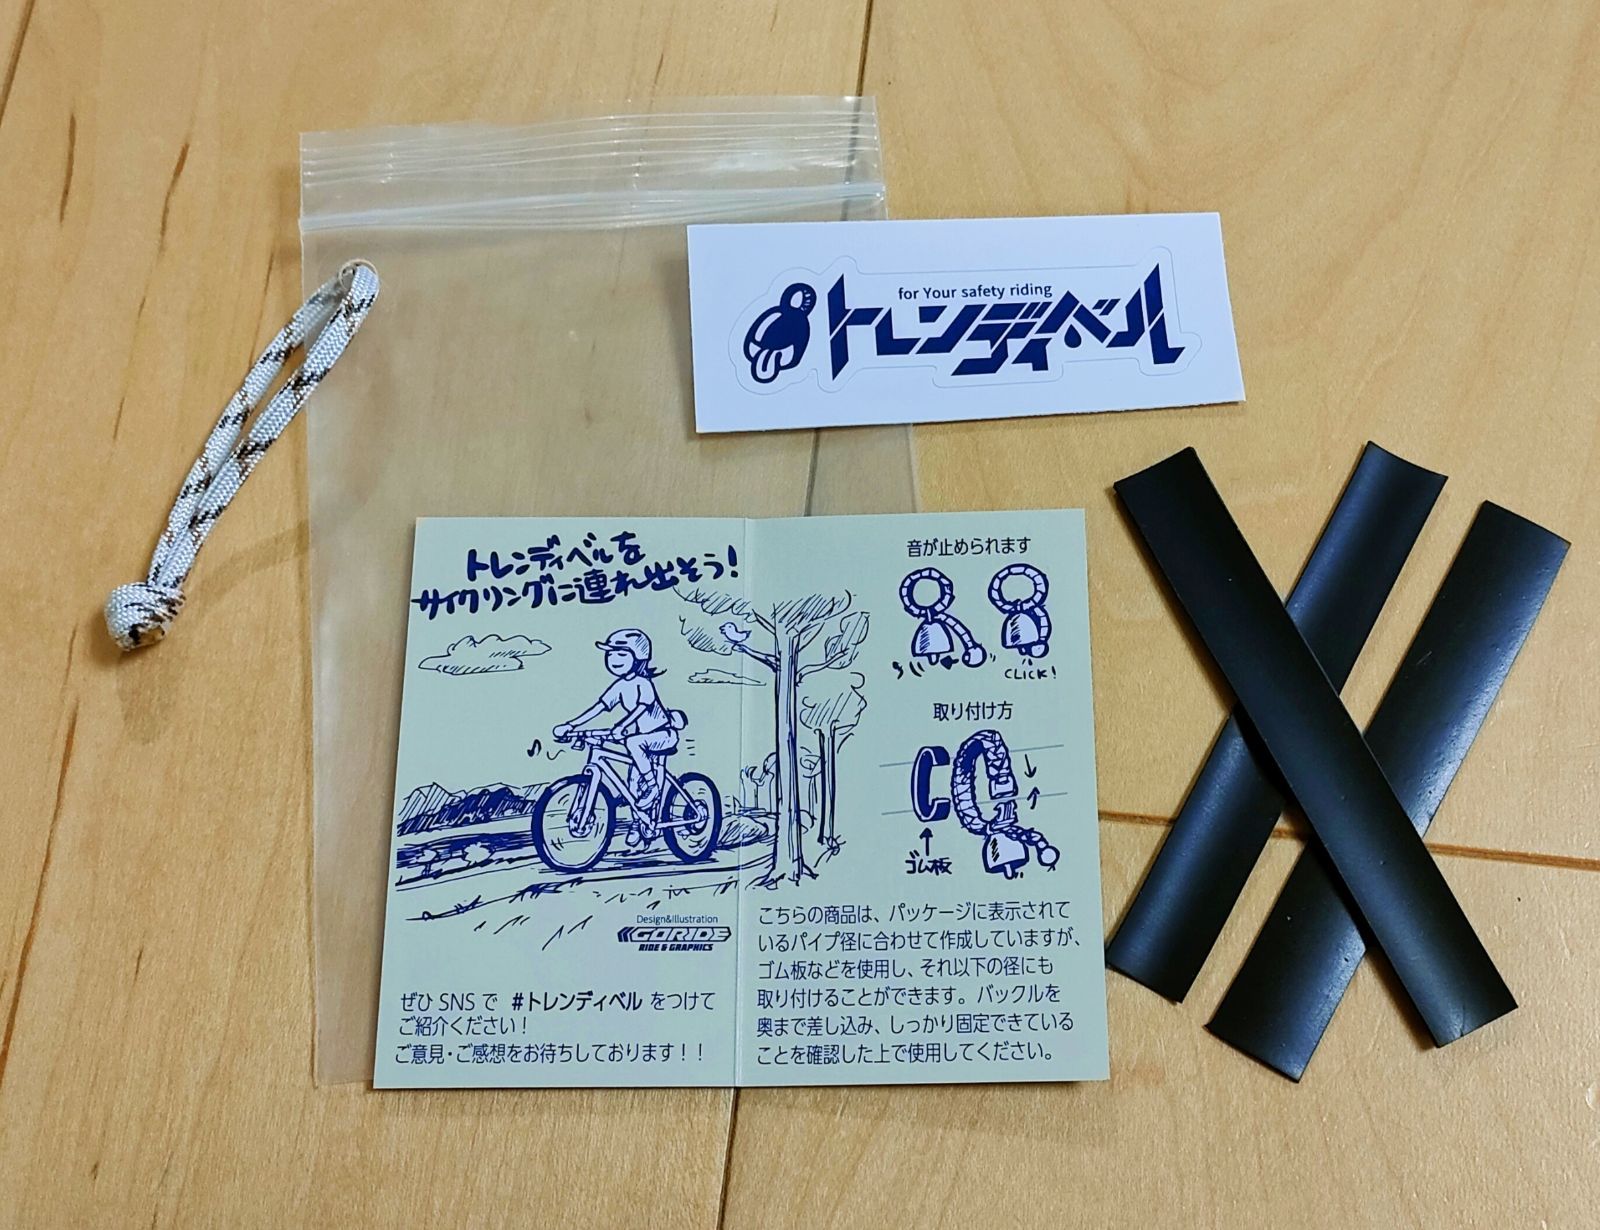 for Your safety riding
トレンディベル
トレンディベルを
サイクリングに連れ出そう!
Design&Illustration
GORIDE
RIDE & GRAPHICS
ぜひ SNS で #トレンディベル をつけて
ご紹介ください!
ご意見・ご感想をお待ちしております!!
音が止められます
CLICK!
取り付け方
ゴム板
こちらの商品は、パッケージに表示されて
いるパイプ径に合わせて作成していますが、
ゴム板などを使用し、それ以下の径にも
取り付けることができます。バックルを
奥まで差し込み、しっかり固定できている
ことを確認した上で使用してください。